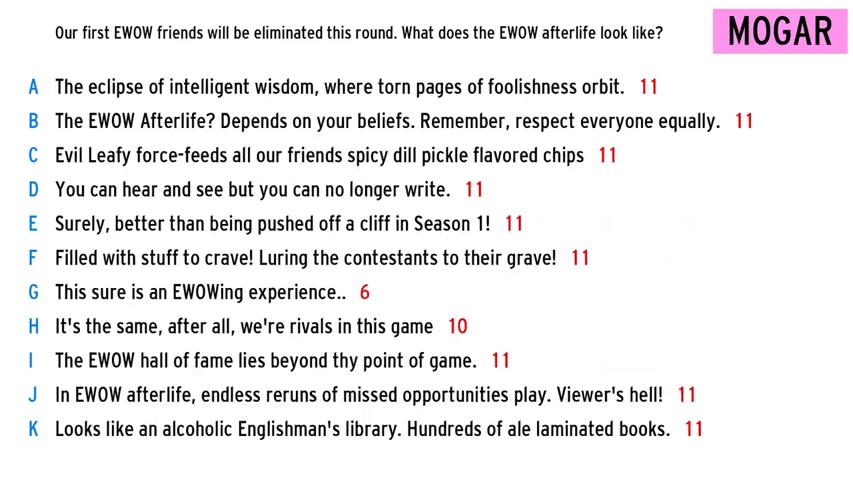 Our first EWOW friends will be eliminated this round. What does the EWOW afterlife look like?
MOGAR
A The eclipse of intelligent wisdom, where torn pages of foolishness orbit. 11
B The EWOW Afterlife? Depends on your beliefs. Remember, respect everyone equally. 11
C Evil Leafy force-feeds all our friends spicy dill pickle flavored chips 11
D You can hear and see but you can no longer write. 11
E Surely, better than being pushed off a cliff in Season 1! 11
F Filled with stuff to crave! Luring the contestants to their grave! 11
G This sure is an EWOWing experience.. 6
H It's the same, after all, we're rivals in this game 10
I The EWOW hall of fame lies beyond thy point of game. 11
J In EWOW afterlife, endless reruns of missed opportunities play. Viewer's hell! 11
K Looks like an alcoholic Englishman's library. Hundreds of ale laminated books. 11